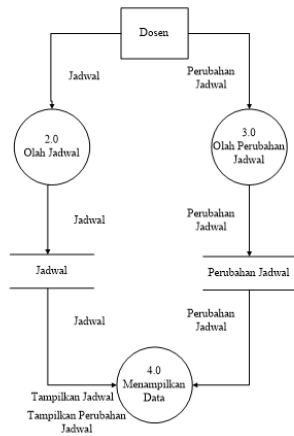 Dosen
Jadwal
Perubahan
Jadwal
2.0
Olah Jadwal
3.0
Olah Perubahan
Jadwal
Jadwal
Perubahan
Jadwal
Jadwal
Perubahan Jadwal
Jadwal
Perubahan
Jadwal
4.0
Menampilkan
Data
Tampilkan Jadwal
Tampilkan Perubahan
Jadwal